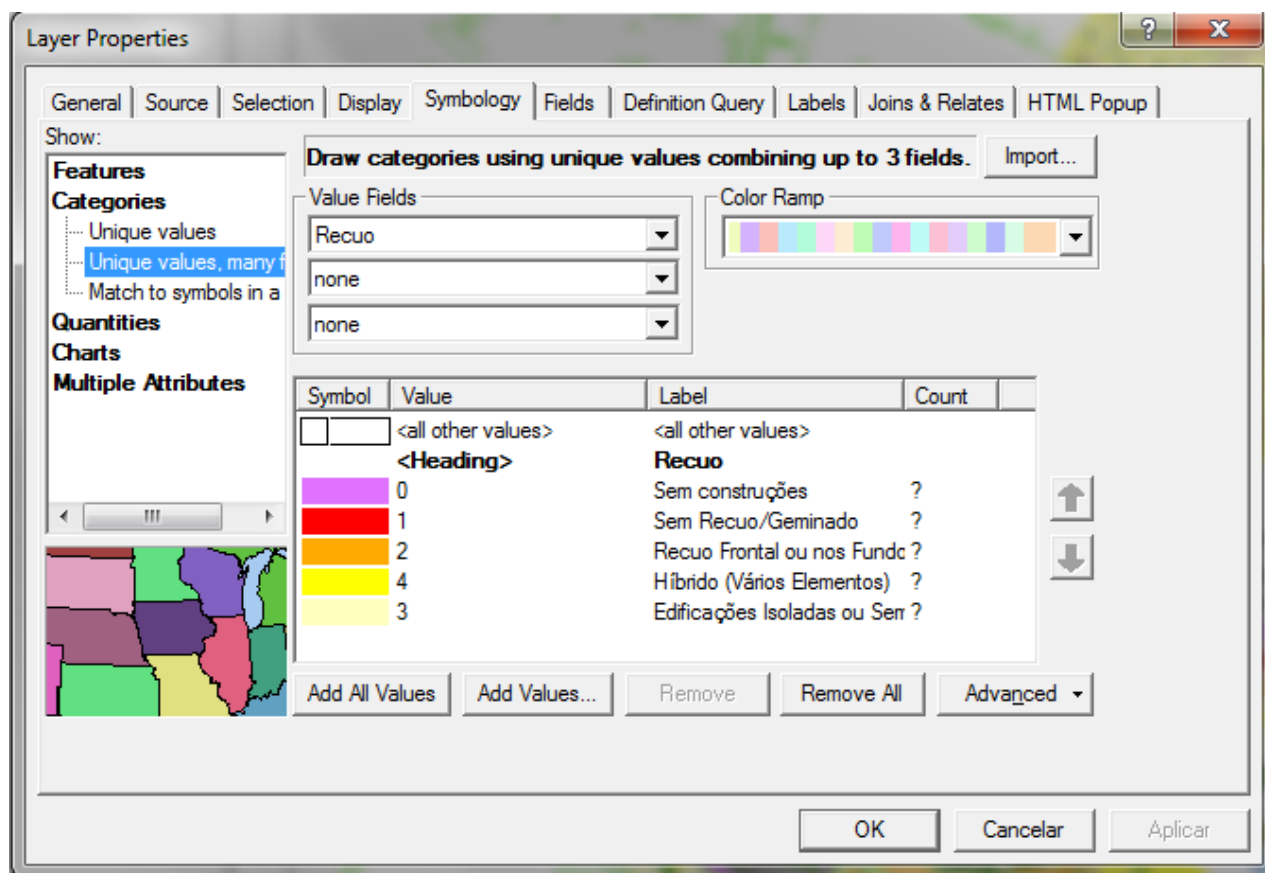 Layer Properties
General Source Selection Display Symbology Fields Definition Query Labels Joins & Relates HTML Popup
Show:
Features
Categories
Unique values
Unique values, many f
Match to symbols in a
Quantities
Charts
Multiple Attributes
Draw categories using unique values combining up to 3 fields. Import...
Value Fields
Recuo
none
none
Color Ramp
Symbol Value Label Count
<all other values> <all other values>
<Heading> Recuo
0 Sem construções ?
1 Sem Recuo/Geminado ?
2 Recuo Frontal ou nos Fundo ?
4 Híbrido (Vários Elementos) ?
3 Edificações Isoladas ou Sem ?
Add All Values Add Values... Remove Remove All Advanced
OK Cancelar Aplicar